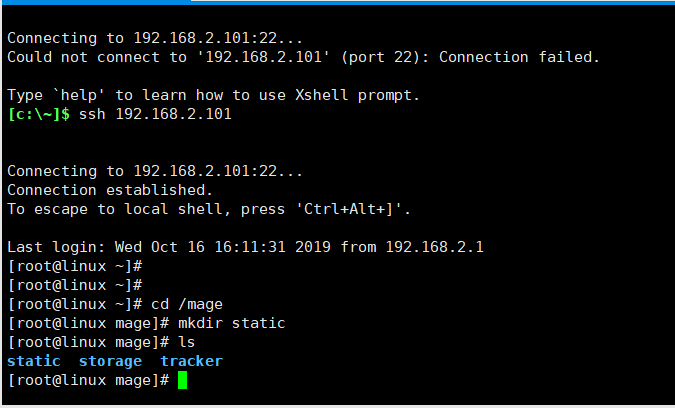 Connecting to 192.168.2.101:22...
Could not connect to '192.168.2.101' (port 22): Connection failed.
Type `help' to learn how to use Xshell prompt.
[c:\~]$ ssh 192.168.2.101
Connecting to 192.168.2.101:22...
Connection established.
To escape to local shell, press 'Ctrl+Alt+]'.
Last login: Wed Oct 16 16:11:31 2019 from 192.168.2.1
[root@linux ~]#
[root@linux ~]#
[root@linux ~]# cd /mage
[root@linux mage]# mkdir static
[root@linux mage]# ls
static  storage  tracker
[root@linux mage]#